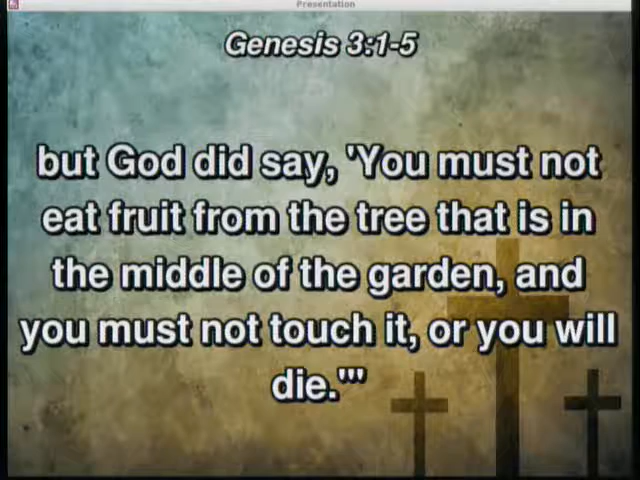 Presentation
Genesis 3:1-5
but God did say, 'You must not
eat fruit from the tree that is in
the middle of the garden, and
you must not touch it, or you will
die.'"